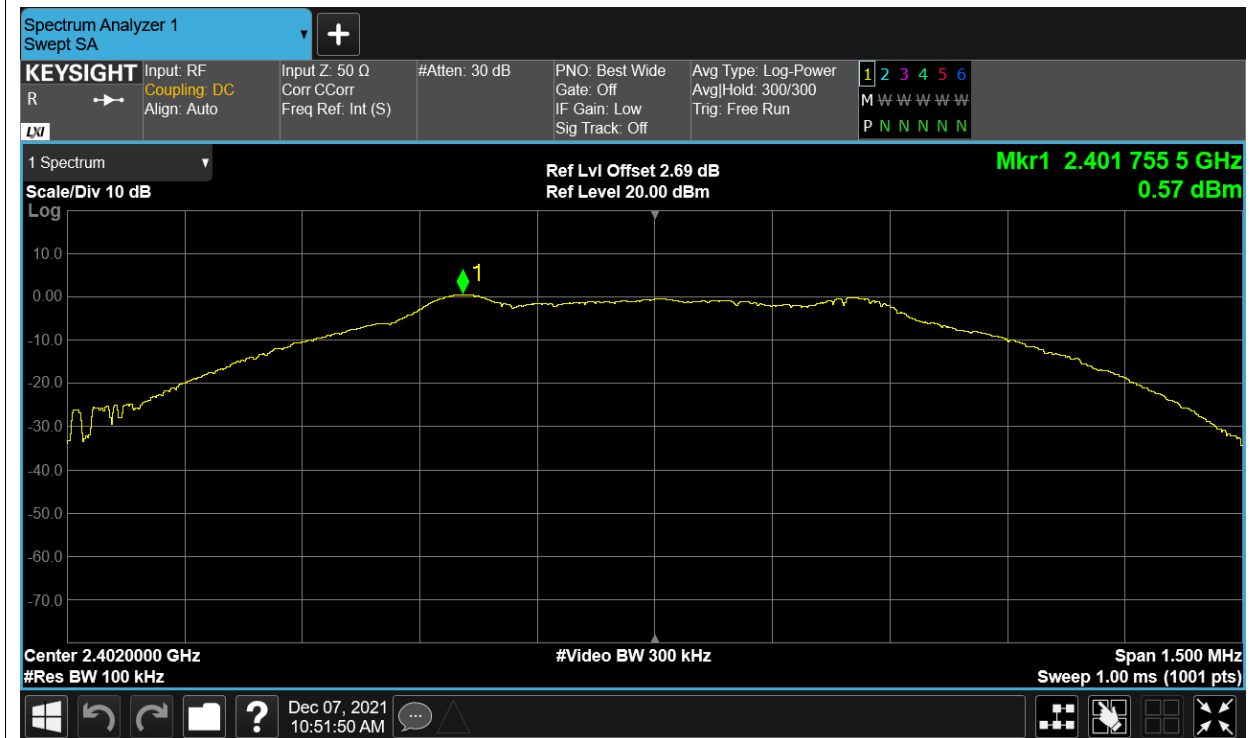 Spectrum Analyzer 1
Swept SA
KEYSIGHT
R
LXI
Input: RF
Coupling: DC
Align: Auto
Input Z: 50 Ω
Corr CCorr
Freq Ref: Int (S)
#Atten: 30 dB
PNO: Best Wide
Gate: Off
IF Gain: Low
Sig Track: Off
Avg Type: Log-Power
Avg|Hold: 300/300
Trig: Free Run
1 2 3 4 5 6
M W W W W W
P N N N N N
1 Spectrum
Scale/Div 10 dB
Log
Ref Lvl Offset 2.69 dB
Ref Level 20.00 dBm
Mkr1 2.401 755 5 GHz
0.57 dBm
1
10.0
0.00
-10.0
-20.0
-30.0
-40.0
-50.0
-60.0
-70.0
Center 2.4020000 GHz
#Res BW 100 kHz
#Video BW 300 kHz
Span 1.500 MHz
Sweep 1.00 ms (1001 pts)
?
Dec 07, 2021
10:51:50 AM